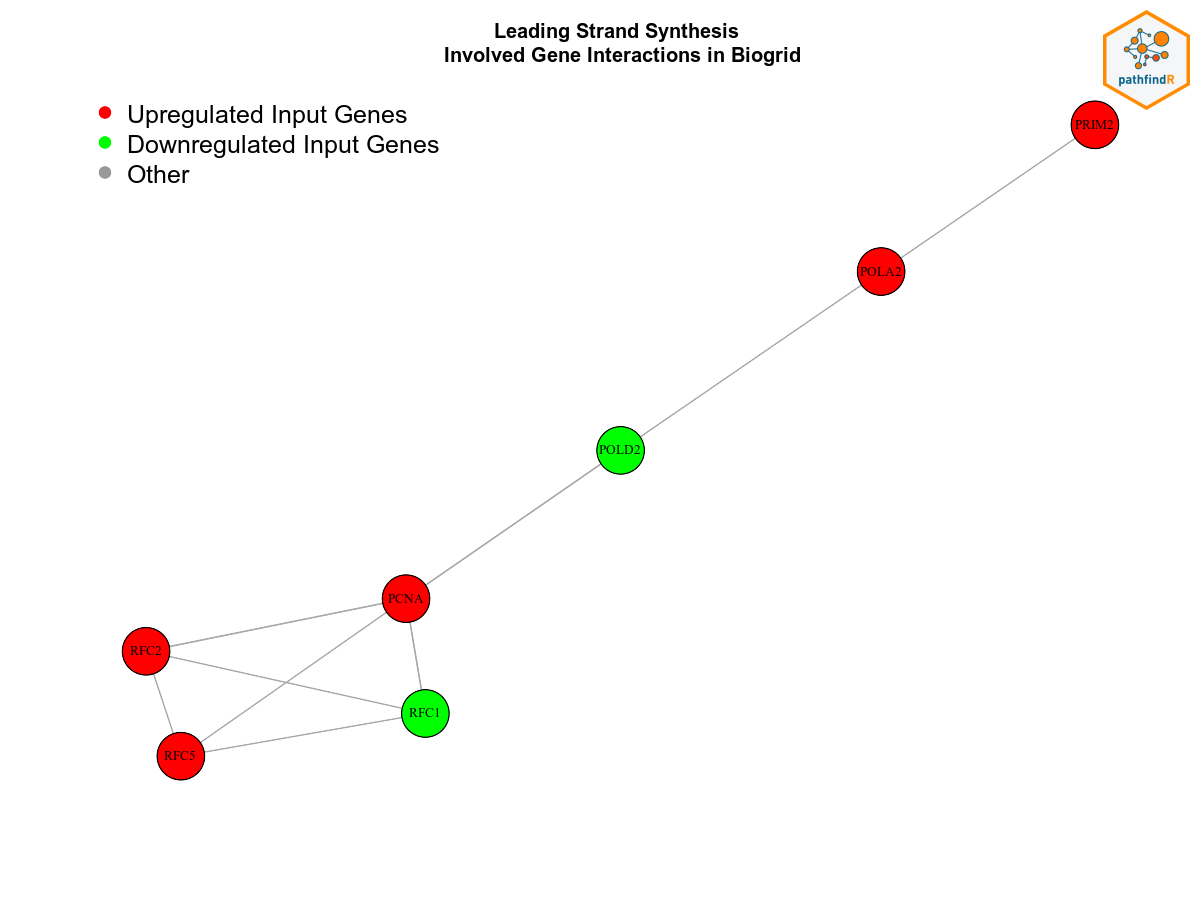 Leading Strand Synthesis
Involved Gene Interactions in Biogrid
pathfindR
Upregulated Input Genes
Downregulated Input Genes
Other
PRIM2
POLA2
POLD2
PCNA
RFC2
RFC1
RFC5